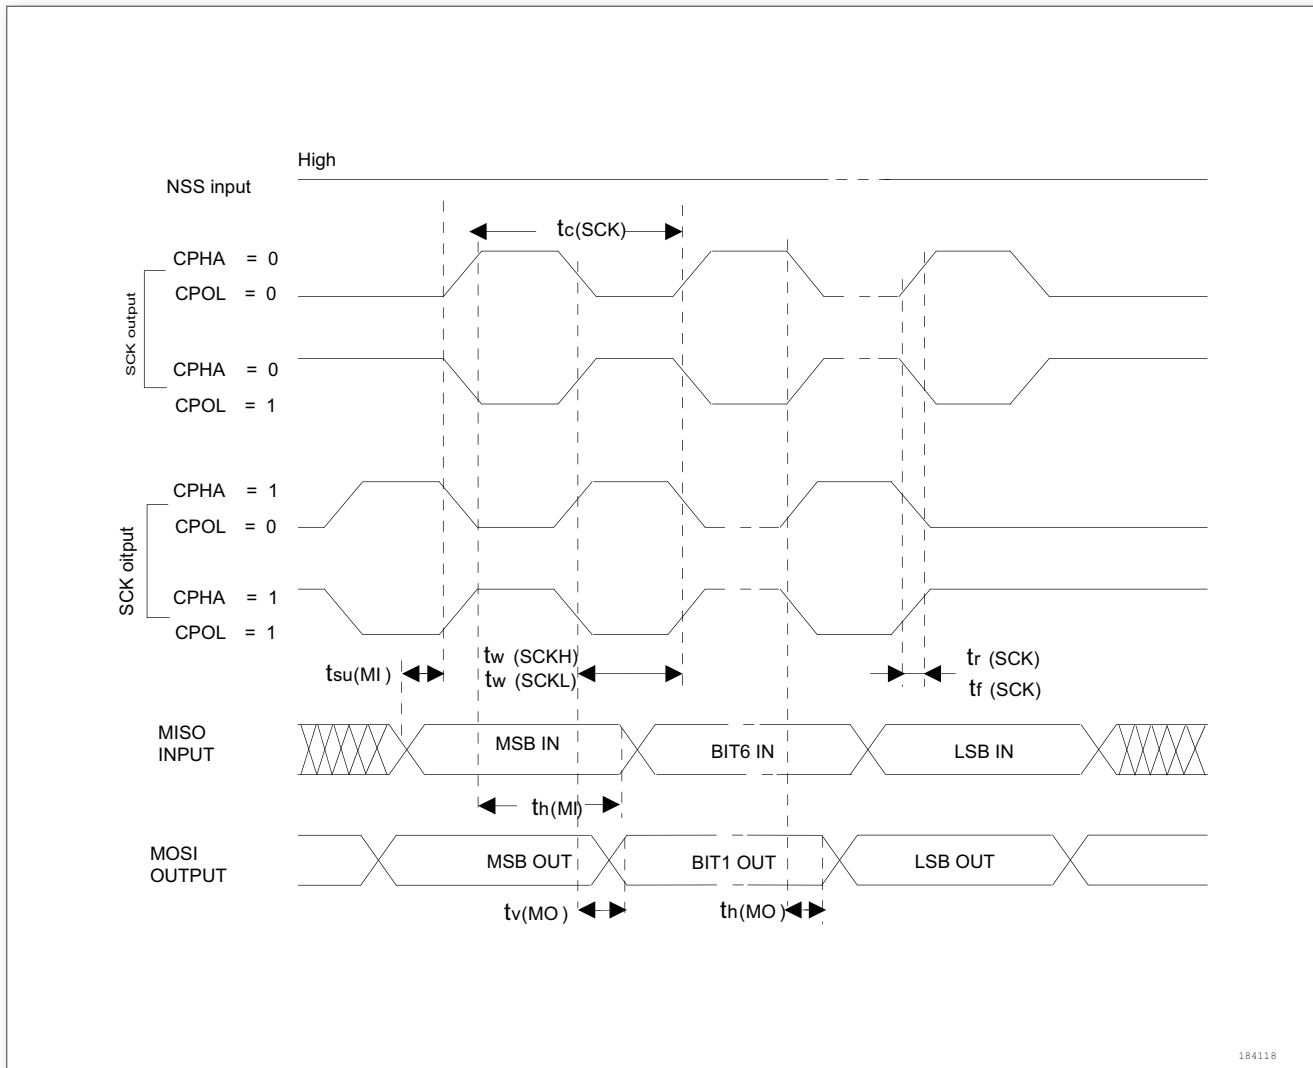 High
NSS input
tc(SCK)
CPHA = 0
CPOL = 0
SCK output
CPHA = 0
CPOL = 1
CPHA = 1
CPOL = 0
SCK oitput
CPHA = 1
CPOL = 1
tsu(MI)
tw (SCKH)
tw (SCKL)
tr (SCK)
tf (SCK)
MISO
INPUT
MSB IN
BIT6 IN
LSB IN
th(MI)
MOSI
OUTPUT
MSB OUT
BIT1 OUT
LSB OUT
tv(MO)
th(MO)
184118